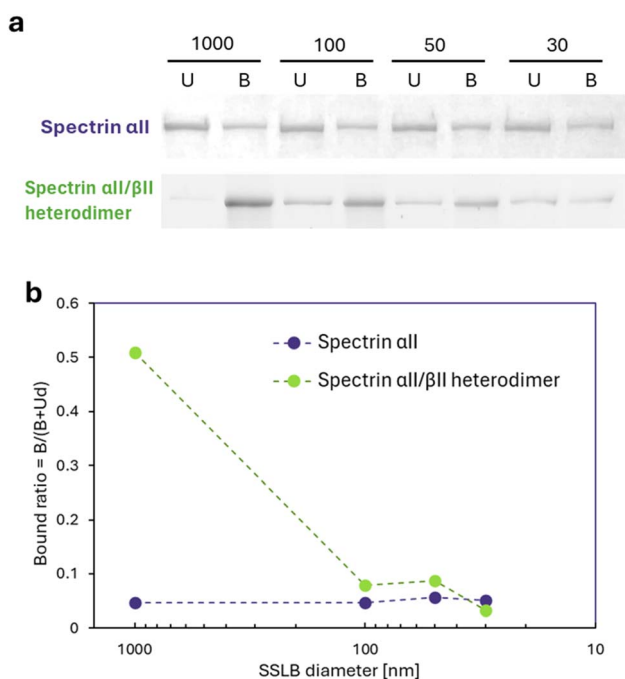 a
1000 100 50 30
U B U B U B U B
Spectrin αII
Spectrin αII/βII
heterodimer
b
0.6
0.5
0.4
0.3
0.2
0.1
0
Bound ratio = B/(B+Ud)
Spectrin αII
Spectrin αII/βII heterodimer
1000 100 10
SSLB diameter [nm]